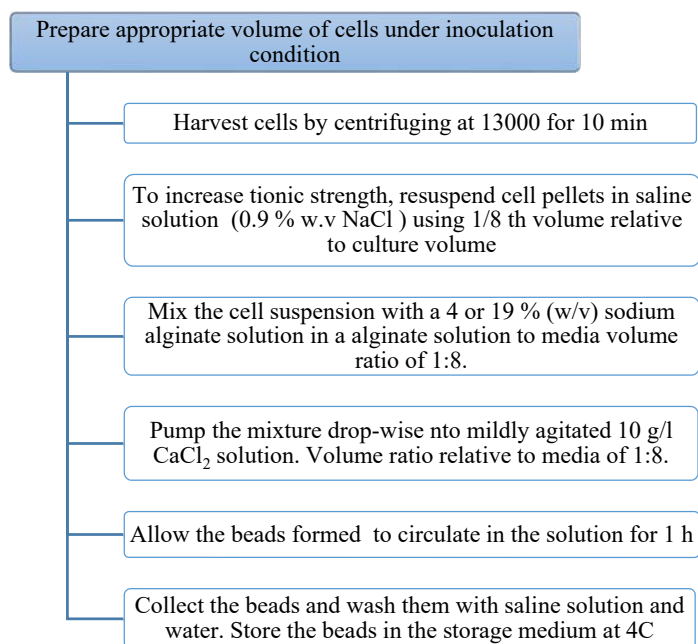 Prepare appropriate volume of cells under inoculation
condition
Harvest cells by centrifuging at 13000 for 10 min
To increase tionic strength, resuspend cell pellets in saline
solution (0.9 % w.v NaCl ) using 1/8 th volume relative
to culture volume
Mix the cell suspension with a 4 or 19 % (w/v) sodium
alginate solution in a alginate solution to media volume
ratio of 1:8.
Pump the mixture drop-wise nto mildly agitated 10 g/l
CaCl₂ solution. Volume ratio relative to media of 1:8.
Allow the beads formed to circulate in the solution for 1 h
Collect the beads and wash them with saline solution and
water. Store the beads in the storage medium at 4C